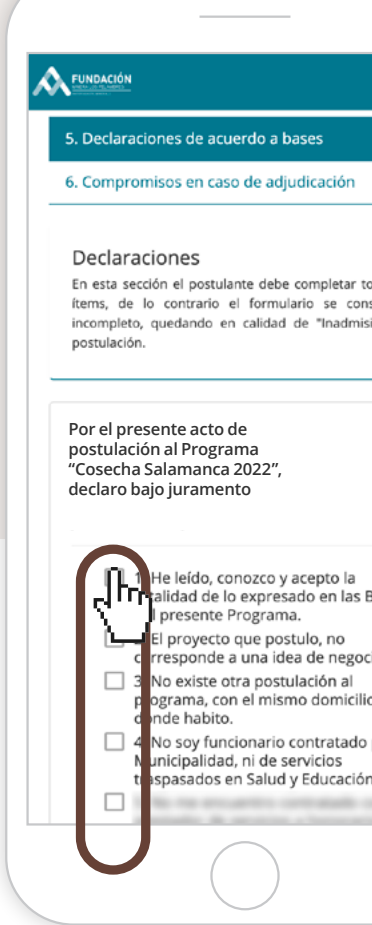 FUNDACIÓN
5. Declaraciones de acuerdo a bases
6. Compromisos en caso de adjudicación
Declaraciones
En esta sección el postulante debe completar to
ítems, de lo contrario el formulario se cons
incompleto, quedando en calidad de "Inadmisi
postulación.
Por el presente acto de
postulación al Programa
“Cosecha Salamanca 2022”,
declaro bajo juramento
1. He leído, conozco y acepto la
talidad de lo expresado en las B
l presente Programa.
El proyecto que postulo, no
corresponde a una idea de negoci
3. No existe otra postulación al
programa, con el mismo domicilio
donde habito.
4. No soy funcionario contratado
Municipalidad, ni de servicios
traspasados en Salud y Educación